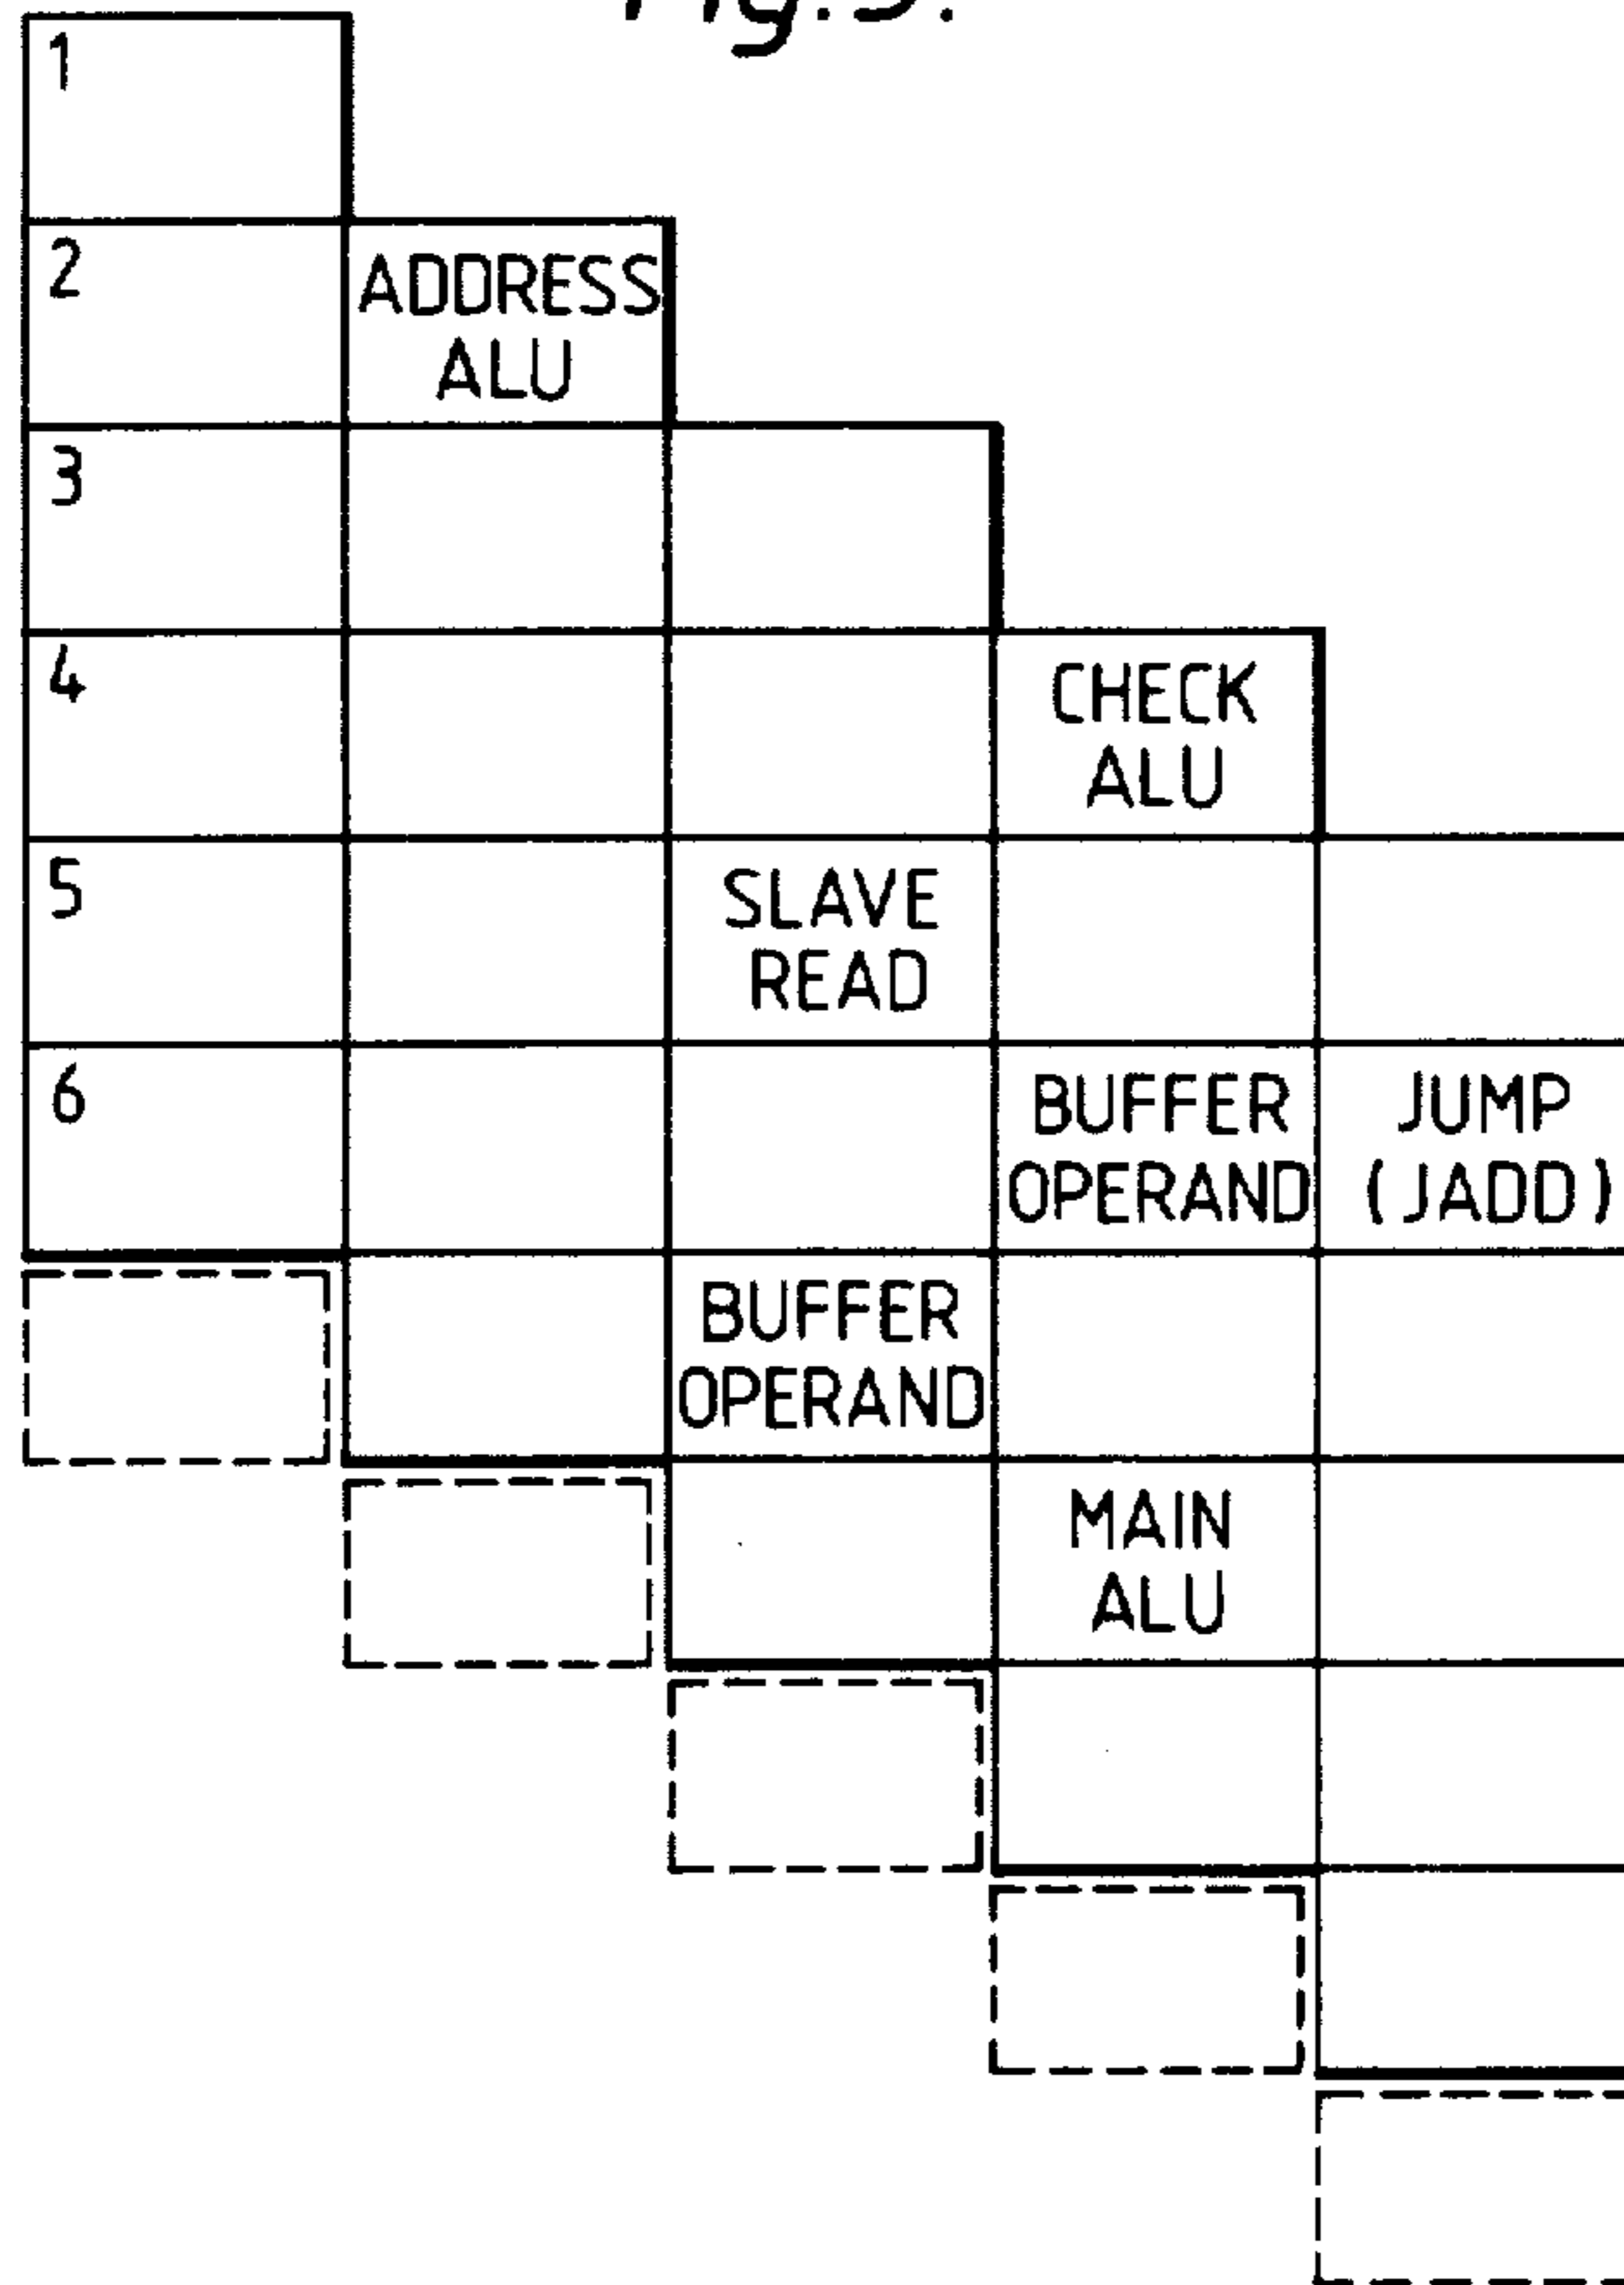 1
2
ADDRESS
ALU
3
4
CHECK
ALU
5
SLAVE
READ
6
BUFFER
OPERAND
JUMP
(JADD)
BUFFER
OPERAND
MAIN
ALU